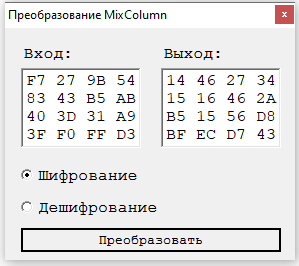 Преобразование MixColumn
x
Вход:
Выход:
F7 27 9B 54
83 43 B5 AB
40 3D 31 A9
3F F0 FF D3
14 46 27 34
15 16 46 2A
B5 15 56 D8
BF EC D7 43
Шифрование
Дешифрование
Преобразовать